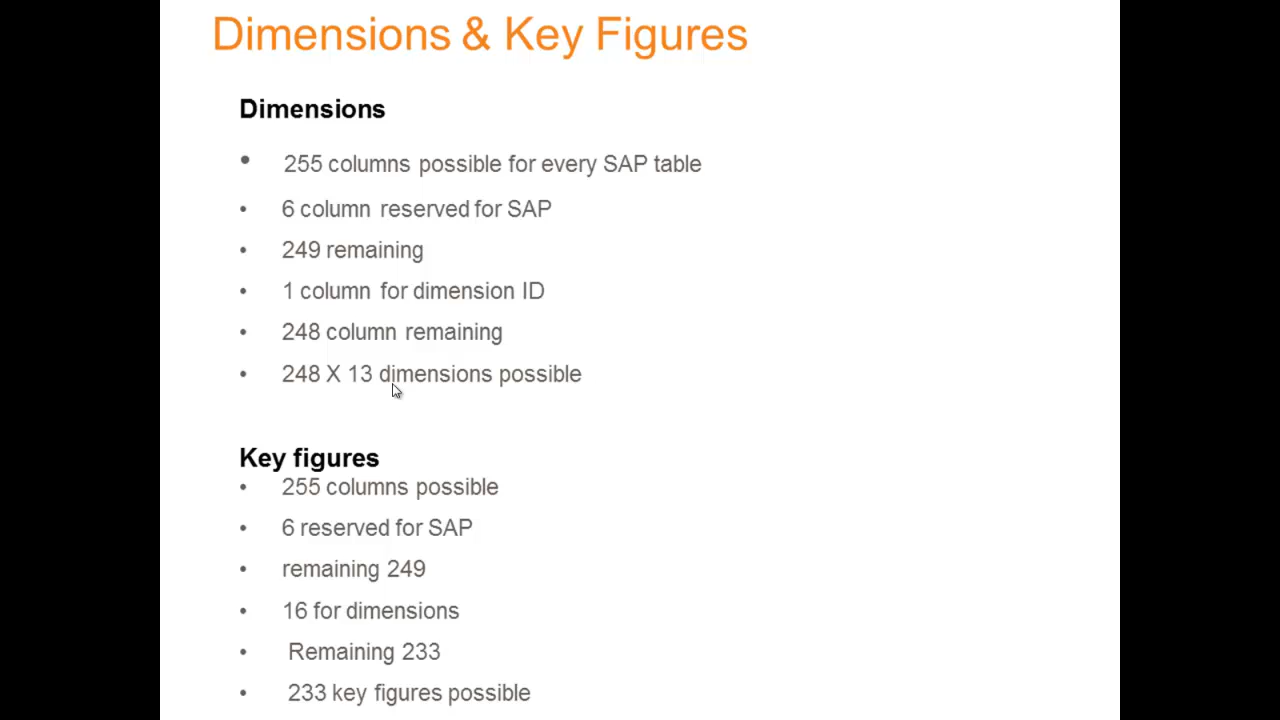 Dimensions & Key Figures
Dimensions
• 255 columns possible for every SAP table
• 6 column reserved for SAP
• 249 remaining
• 1 column for dimension ID
• 248 column remaining
• 248 X 13 dimensions possible
Key figures
• 255 columns possible
• 6 reserved for SAP
• remaining 249
• 16 for dimensions
• Remaining 233
• 233 key figures possible